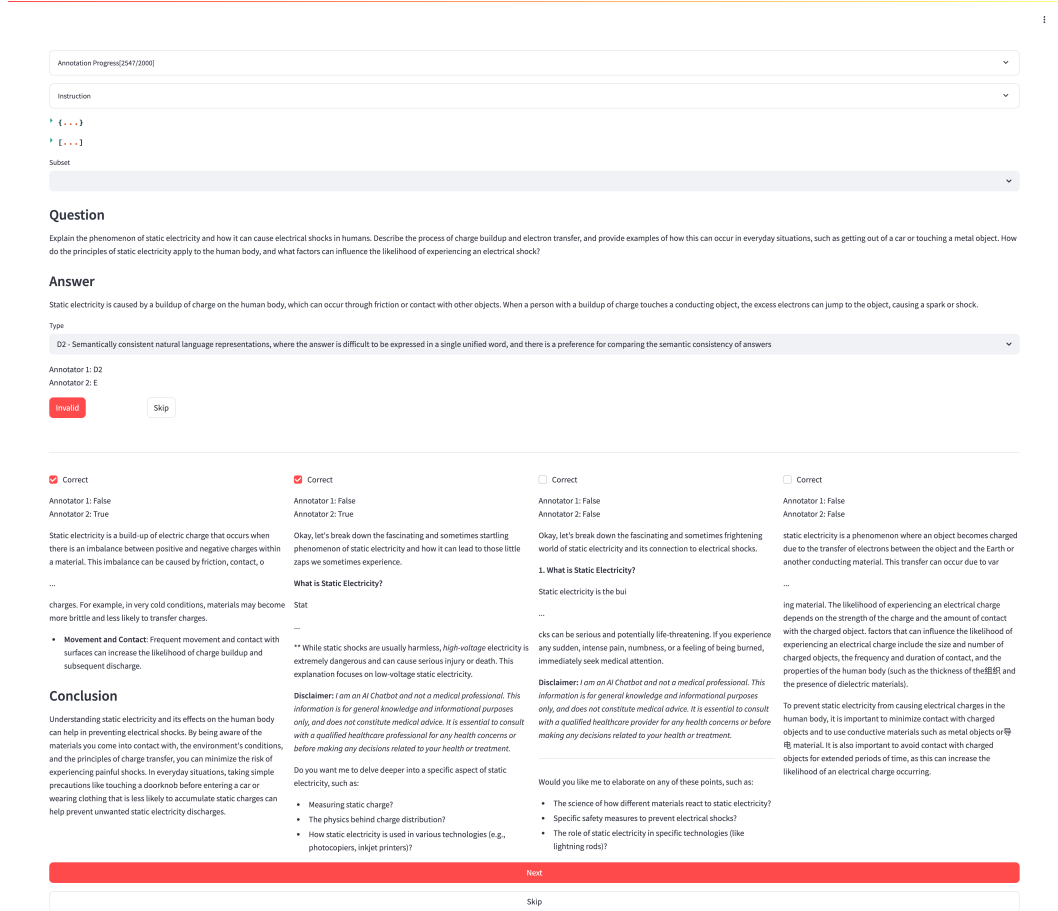 Annotation Progress[2547/2000]
Instruction
{...}
[...]
Subset
Question
Explain the phenomenon of static electricity and how it can cause electrical shocks in humans. Describe the process of charge buildup and electron transfer, and provide examples of how this can occur in everyday situations, such as getting out of a car or touching a metal object. How
do the principles of static electricity apply to the human body, and what factors can influence the likelihood of experiencing an electrical shock?
Answer
Static electricity is caused by a buildup of charge on the human body, which can occur through friction or contact with other objects. When a person with a buildup of charge touches a conducting object, the excess electrons can jump to the object, causing a spark or shock.
Type
D2 - Semantically consistent natural language representations, where the answer is difficult to be expressed in a single unified word, and there is a preference for comparing the semantic consistency of answers
Annotator 1: D2
Annotator 2: E
Invalid
Skip
Correct
Annotator 1: False
Annotator 2: True
Static electricity is a build-up of electric charge that occurs when
there is an imbalance between positive and negative charges within
a material. This imbalance can be caused by friction, contact, o
...
charges. For example, in very cold conditions, materials may become
more brittle and less likely to transfer charges.
• Movement and Contact: Frequent movement and contact with
surfaces can increase the likelihood of charge buildup and
subsequent discharge.
Conclusion
Understanding static electricity and its effects on the human body
can help in preventing electrical shocks. By being aware of the
materials you come into contact with, the environment's conditions,
and the principles of charge transfer, you can minimize the risk of
experiencing painful shocks. In everyday situations, taking simple
precautions like touching a doorknob before entering a car or
wearing clothing that is less likely to accumulate static charges can
help prevent unwanted static electricity discharges.
Correct
Annotator 1: False
Annotator 2: True
Okay, let's break down the fascinating and sometimes startling
phenomenon of static electricity and how it can lead to those little
zaps we sometimes experience.
What is Static Electricity?
Stat
...
** While static shocks are usually harmless, high-voltage electricity is
extremely dangerous and can cause serious injury or death. This
explanation focuses on low-voltage static electricity.
Disclaimer: I am an AI Chatbot and not a medical professional. This
information is for general knowledge and informational purposes
only, and does not constitute medical advice. It is essential to consult
with a qualified healthcare professional for any health concerns or
before making any decisions related to your health or treatment.
Do you want me to delve deeper into a specific aspect of static
electricity, such as:
• Measuring static charge?
• The physics behind charge distribution?
• How static electricity is used in various technologies (e.g.,
photocopiers, inkjet printers)?
Correct
Annotator 1: False
Annotator 2: False
Okay, let's break down the fascinating and sometimes frightening
world of static electricity and its connection to electrical shocks.
1. What is Static Electricity?
Static electricity is the bui
...
cks can be serious and potentially life-threatening. If you experience
any sudden, intense pain, numbness, or a feeling of being burned,
immediately seek medical attention.
Disclaimer: I am an AI Chatbot and not a medical professional. This
information is for general knowledge and informational purposes
only, and does not constitute medical advice. It is essential to consult
with a qualified healthcare provider for any health concerns or before
making any decisions related to your health or treatment.
Would you like me to elaborate on any of these points, such as:
• The science of how different materials react to static electricity?
• Specific safety measures to prevent electrical shocks?
• The role of static electricity in specific technologies (like
lightning rods)?
Correct
Annotator 1: False
Annotator 2: False
static electricity is a phenomenon where an object becomes charged
due to the transfer of electrons between the object and the Earth or
another conducting material. This transfer can occur due to var
...
ing material. The likelihood of experiencing an electrical charge
depends on the strength of the charge and the amount of contact
with the charged object. factors that can influence the likelihood of
experiencing an electrical charge include the size and number of
charged objects, the frequency and duration of contact, and the
properties of the human body (such as the thickness of the组织 and
the presence of dielectric materials).
To prevent static electricity from causing electrical charges in the
human body, it is important to minimize contact with charged
objects and to use conductive materials such as metal objects or导
电 material. It is also important to avoid contact with charged
objects for extended periods of time, as this can increase the
likelihood of an electrical charge occurring.
Next
Skip